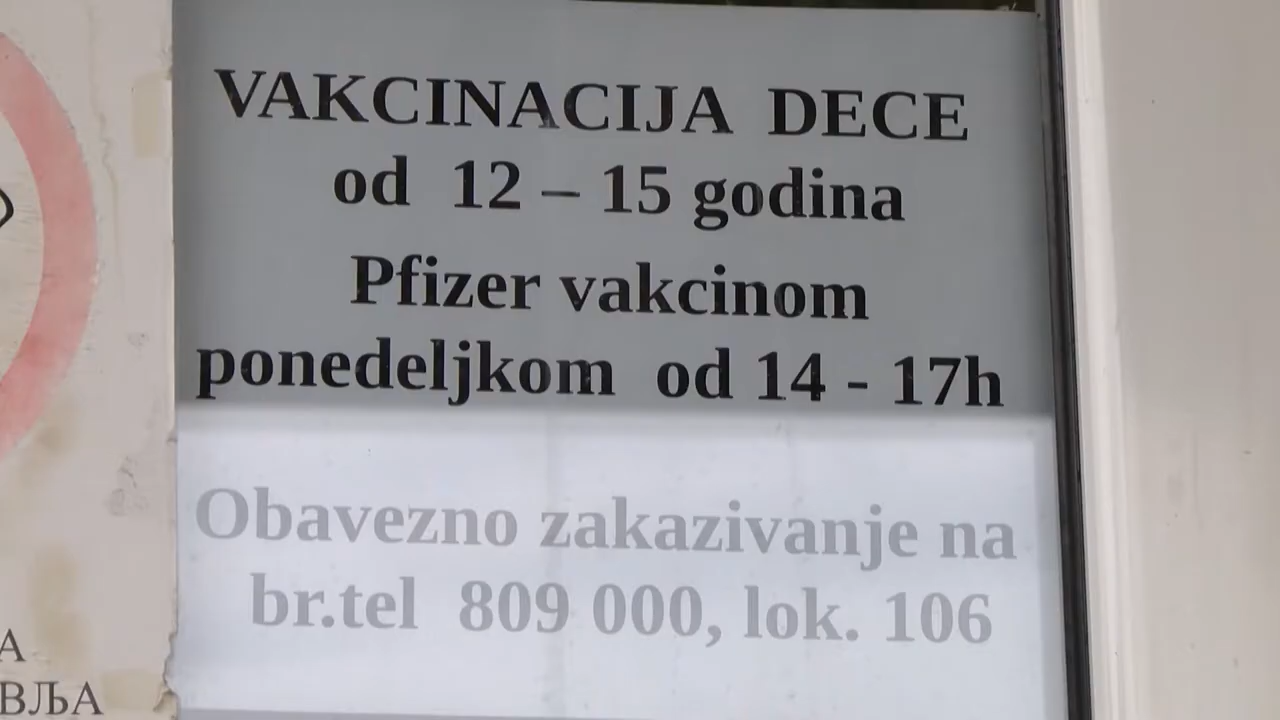 VAKCINACIJA DECE
od 12 – 15 godina
Pfizer vakcinom
ponedeljkom od 14 - 17h
Obavezno zakazivanje na
br.tel 809 000, lok. 106
А
ВЉА